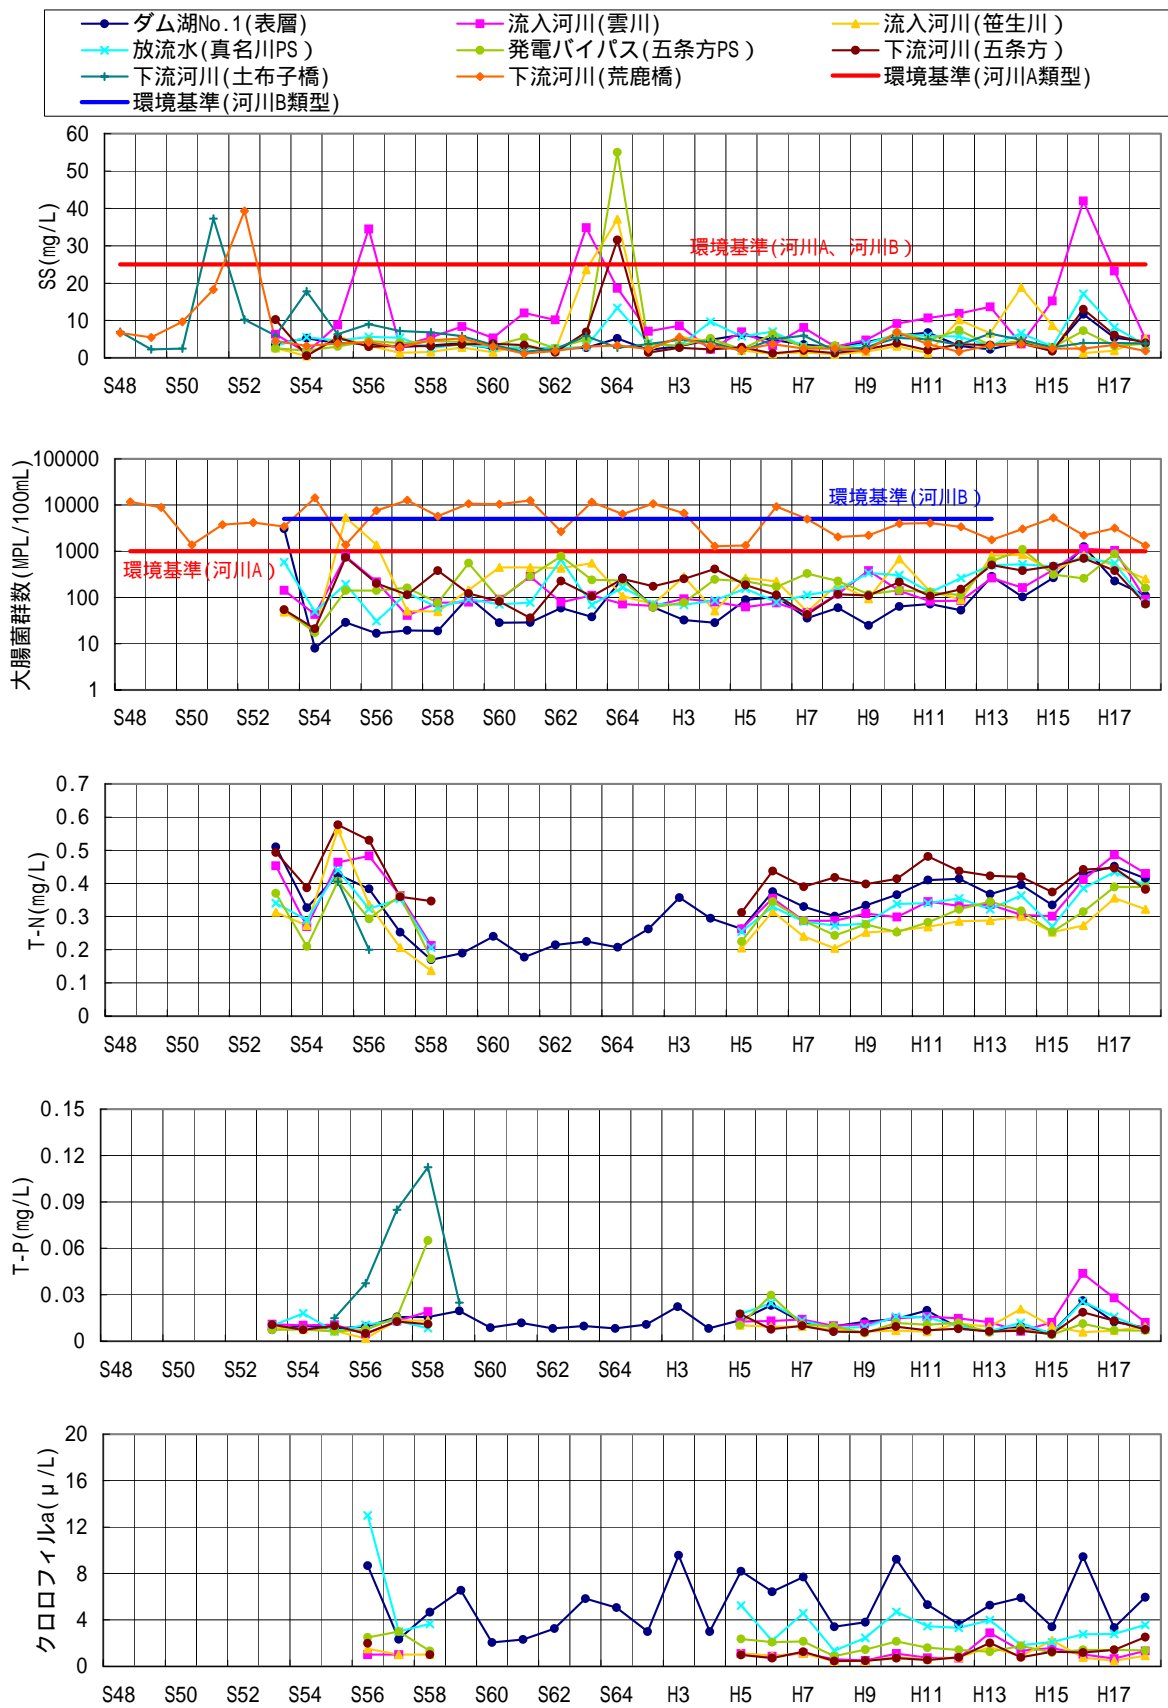 ダム湖No.1(表層) 流入河川(雲川) 流入河川(笹生川)
放流水(真名川PS) 発電バイパス(五条方PS) 下流河川(五条方)
下流河川(土布子橋) 下流河川(荒鹿橋) 環境基準(河川A類型)
環境基準(河川B類型)
SS(mg/L)
60
50
40
30
20
10
0
環境基準(河川A、河川B)
S48 S50 S52 S54 S56 S58 S60 S62 S64 H3 H5 H7 H9 H11 H13 H15 H17
大腸菌群数(MPL/100mL)
100000
10000
1000
100
10
1
環境基準(河川B)
環境基準(河川A)
S48 S50 S52 S54 S56 S58 S60 S62 S64 H3 H5 H7 H9 H11 H13 H15 H17
T-N(mg/L)
0.7
0.6
0.5
0.4
0.3
0.2
0.1
0
S48 S50 S52 S54 S56 S58 S60 S62 S64 H3 H5 H7 H9 H11 H13 H15 H17
T-P(mg/L)
0.15
0.12
0.09
0.06
0.03
0
S48 S50 S52 S54 S56 S58 S60 S62 S64 H3 H5 H7 H9 H11 H13 H15 H17
クロロフィルa(μ/L)
20
16
12
8
4
0
S48 S50 S52 S54 S56 S58 S60 S62 S64 H3 H5 H7 H9 H11 H13 H15 H17